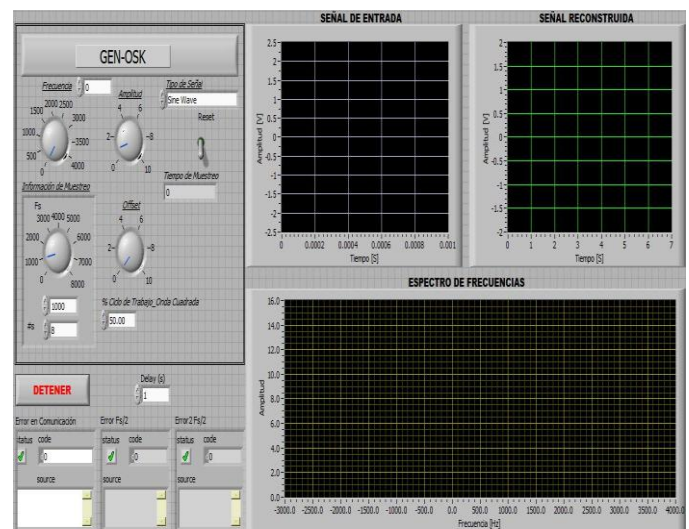 GEN-OSK
Frecuencia
0
1500 2000 2500
1000 3000
3500
500
0 4000
Amplitud
4 6
2 8
0 10
Tipo de Señal
Sine Wave
Reset
Tiempo de Muestreo
0
Información de Muestreo
Fs
3000 4000 5000
2000 6000
1000 7000
0 8000
1000
#s
8
Offset
4 6
2 8
0 10
% Ciclo de Trabajo_Onda Cuadrada
50.00
DETENER
Delay (s)
1
Error en Comunicación
status code
0
source
Error Fs/2
status code
0
source
Error 2 Fs/2
status code
0
source
SEÑAL DE ENTRADA
Amplitud [V]
2.5
2
1.5
1
0.5
0
-0.5
-1
-1.5
-2
-2.5
0 0.0002 0.0004 0.0006 0.0008 0.001
Tiempo [S]
SEÑAL RECONSTRUIDA
Amplitud [V]
2
1.5
1
0.5
0
-0.5
-1
-1.5
-2
0 1 2 3 4 5 6 7
Tiempo [S]
ESPECTRO DE FRECUENCIAS
Amplitud
16.0
14.0
12.0
10.0
8.0
6.0
4.0
2.0
0.0
-3000.0 -2500.0 -2000.0 -1500.0 -1000.0 -500.0 0.0 500.0 1000.0 1500.0 2000.0 2500.0 3000.0 3500.0 4000.0
Frecuencia [Hz]